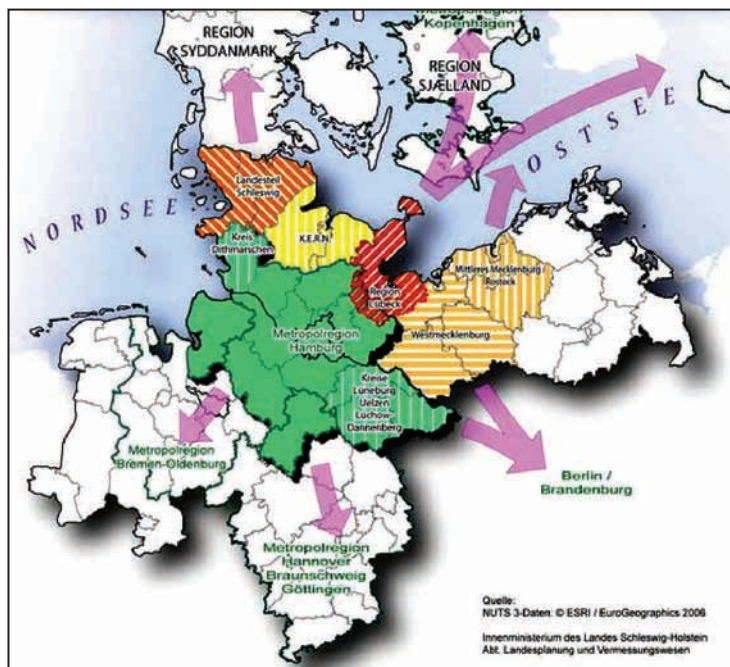 Metropolregion
Kopenhagen
REGION
SYDDANMARK
REGION
SJÆLLAND
OSTSEE
NORDSEE
Landesteil
Schleswig
K.E.R.N.
Kreis
Dithmarschen
Mittleres Mecklenburg /
Rostock
Region
Lübeck
Westmecklenburg
Metropolregion
Hamburg
Kreise
Lüneburg
Uelzen
Lüchow-
Dannenberg
Metropolregion
Bremen-Oldenburg
Berlin /
Brandenburg
Metropolregion
Hannover
Braunschweig
Göttingen
Quelle:
NUTS 3-Daten: © ESRI / EuroGeographics 2006
Innenministerium des Landes Schleswig-Holstein
Abt. Landesplanung und Vermessungswesen